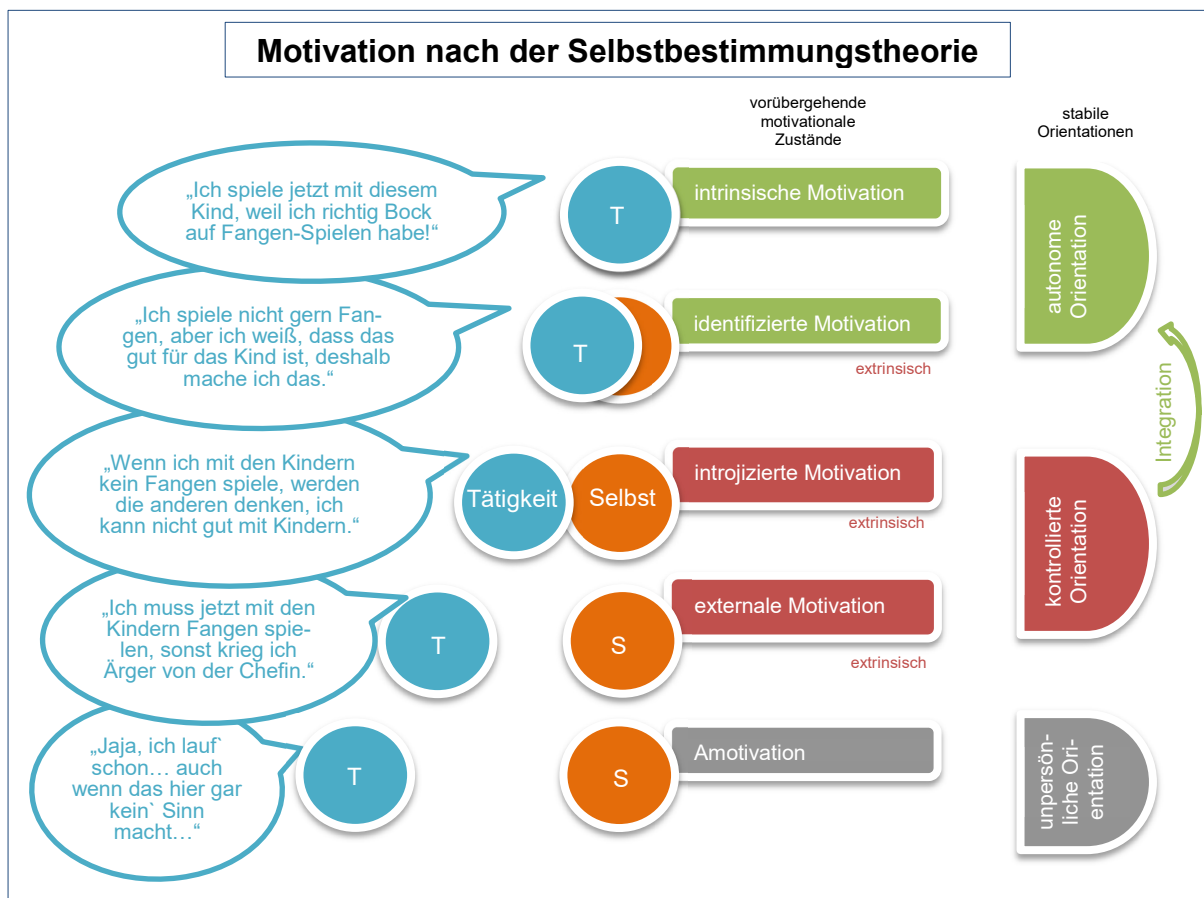 Motivation nach der Selbstbestimmungstheorie
vorübergehende
motivationale
Zustände
stabile
Orientationen
„Ich spiele jetzt mit diesem
Kind, weil ich richtig Bock
auf Fangen-Spielen habe!“
T
intrinsische Motivation
autonome
Orientation
„Ich spiele nicht gern Fan-
gen, aber ich weiß, dass das
gut für das Kind ist, deshalb
mache ich das.“
T
identifizierte Motivation
extrinsisch
Integration
„Wenn ich mit den Kindern
kein Fangen spiele, werden
die anderen denken, ich
kann nicht gut mit Kindern.“
Tätigkeit
Selbst
introjizierte Motivation
extrinsisch
kontrollierte
Orientation
„Ich muss jetzt mit den
Kindern Fangen spie-
len, sonst krieg ich
Ärger von der Chefin.“
T
S
externale Motivation
extrinsisch
„Jaja, ich lauf`
schon… auch
wenn das hier gar
kein` Sinn
macht…“
T
S
Amotivation
unpersön-
liche Ori-
entation